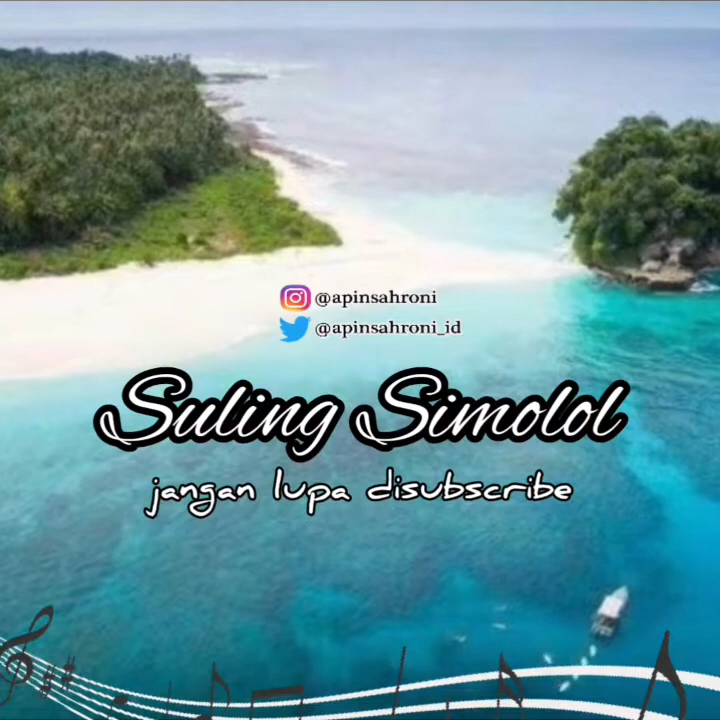 @apinsahroni
@apinsahroni_id
Suling Simolol
jangan lupa disubscribe